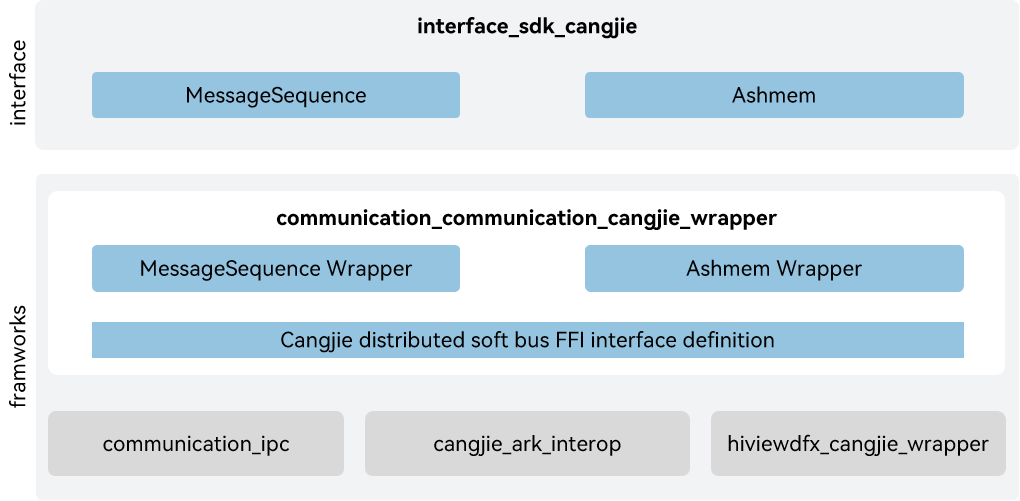 interface
interface_sdk_cangjie
MessageSequence
Ashmem
framworks
communication_communication_cangjie_wrapper
MessageSequence Wrapper
Ashmem Wrapper
Cangjie distributed soft bus FFI interface definition
communication_ipc
cangjie_ark_interop
hiviewdfx_cangjie_wrapper